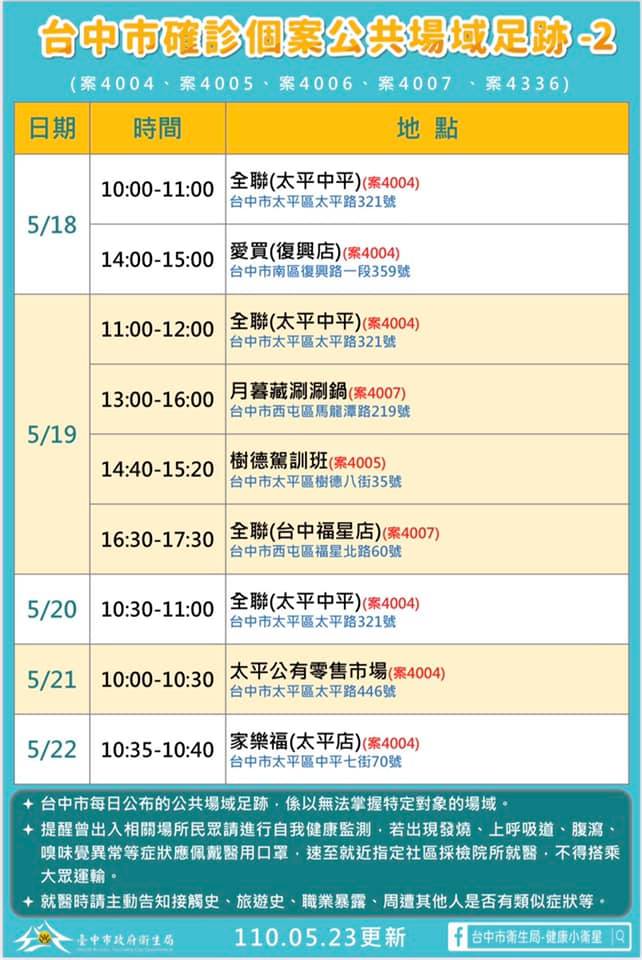 台中市確診個案公共場域足跡-2
(案4004、案4005、案4006、案4007、案4336)
日期 時間 地點
5/18
10:00-11:00 全聯(太平中平)(案4004)
台中市太平區太平路321號
14:00-15:00 愛買(復興店)(案4004)
台中市南區復興路一段359號
5/19
11:00-12:00 全聯(太平中平)(案4004)
台中市太平區太平路321號
13:00-16:00 月暮藏涮涮鍋(案4007)
台中市西屯區馬龍潭路219號
14:40-15:20 樹德駕訓班(案4005)
台中市太平區樹德八街35號
16:30-17:30 全聯(台中福星店)(案4007)
台中市西屯區福星北路60號
5/20 10:30-11:00 全聯(太平中平)(案4004)
台中市太平區太平路321號
5/21 10:00-10:30 太平公有零售市場(案4004)
台中市太平區太平路446號
5/22 10:35-10:40 家樂福(太平店)(案4004)
台中市太平區中平七街70號
台中市每日公布的公共場域足跡，係以無法掌握特定對象的場域。
提醒曾出入相關場所民眾請進行自我健康監測，若出現發燒、上呼吸道、腹瀉、
嗅味覺異常等症狀應佩戴醫用口罩，速至就近指定社區採檢院所就醫，不得搭乘
大眾運輸。
就醫時請主動告知接觸史、旅遊史、職業暴露、周遭其他人是否有類似症狀等。
臺中市政府衛生局
110.05.23更新
台中市衛生局-健康小衛星